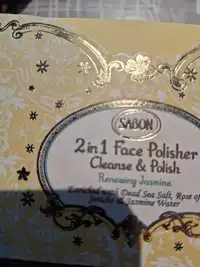 SABON
2 in 1 Face Polisher
Cleanse & Polish
Renewing Jasmine
Enriched with Dead Sea Salt, Rose of
Jericho & Jasmine Water